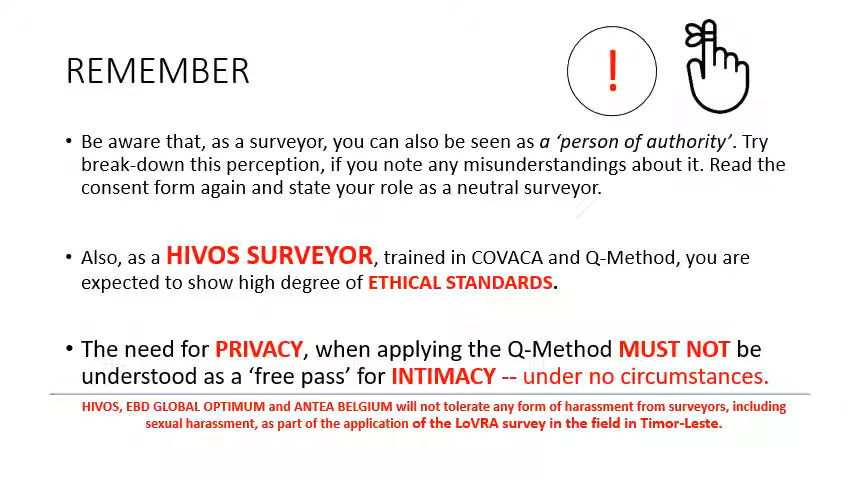 REMEMBER
!
• Be aware that, as a surveyor, you can also be seen as a ‘person of authority’. Try
break-down this perception, if you note any misunderstandings about it. Read the
consent form again and state your role as a neutral surveyor.
• Also, as a HIVOS SURVEYOR, trained in COVACA and Q-Method, you are
expected to show high degree of ETHICAL STANDARDS.
• The need for PRIVACY, when applying the Q-Method MUST NOT be
understood as a ‘free pass’ for INTIMACY -- under no circumstances.
HIVOS, EBD GLOBAL OPTIMUM and ANTEA BELGIUM will not tolerate any form of harassment from surveyors, including
sexual harassment, as part of the application of the LoVRA survey in the field in Timor-Leste.